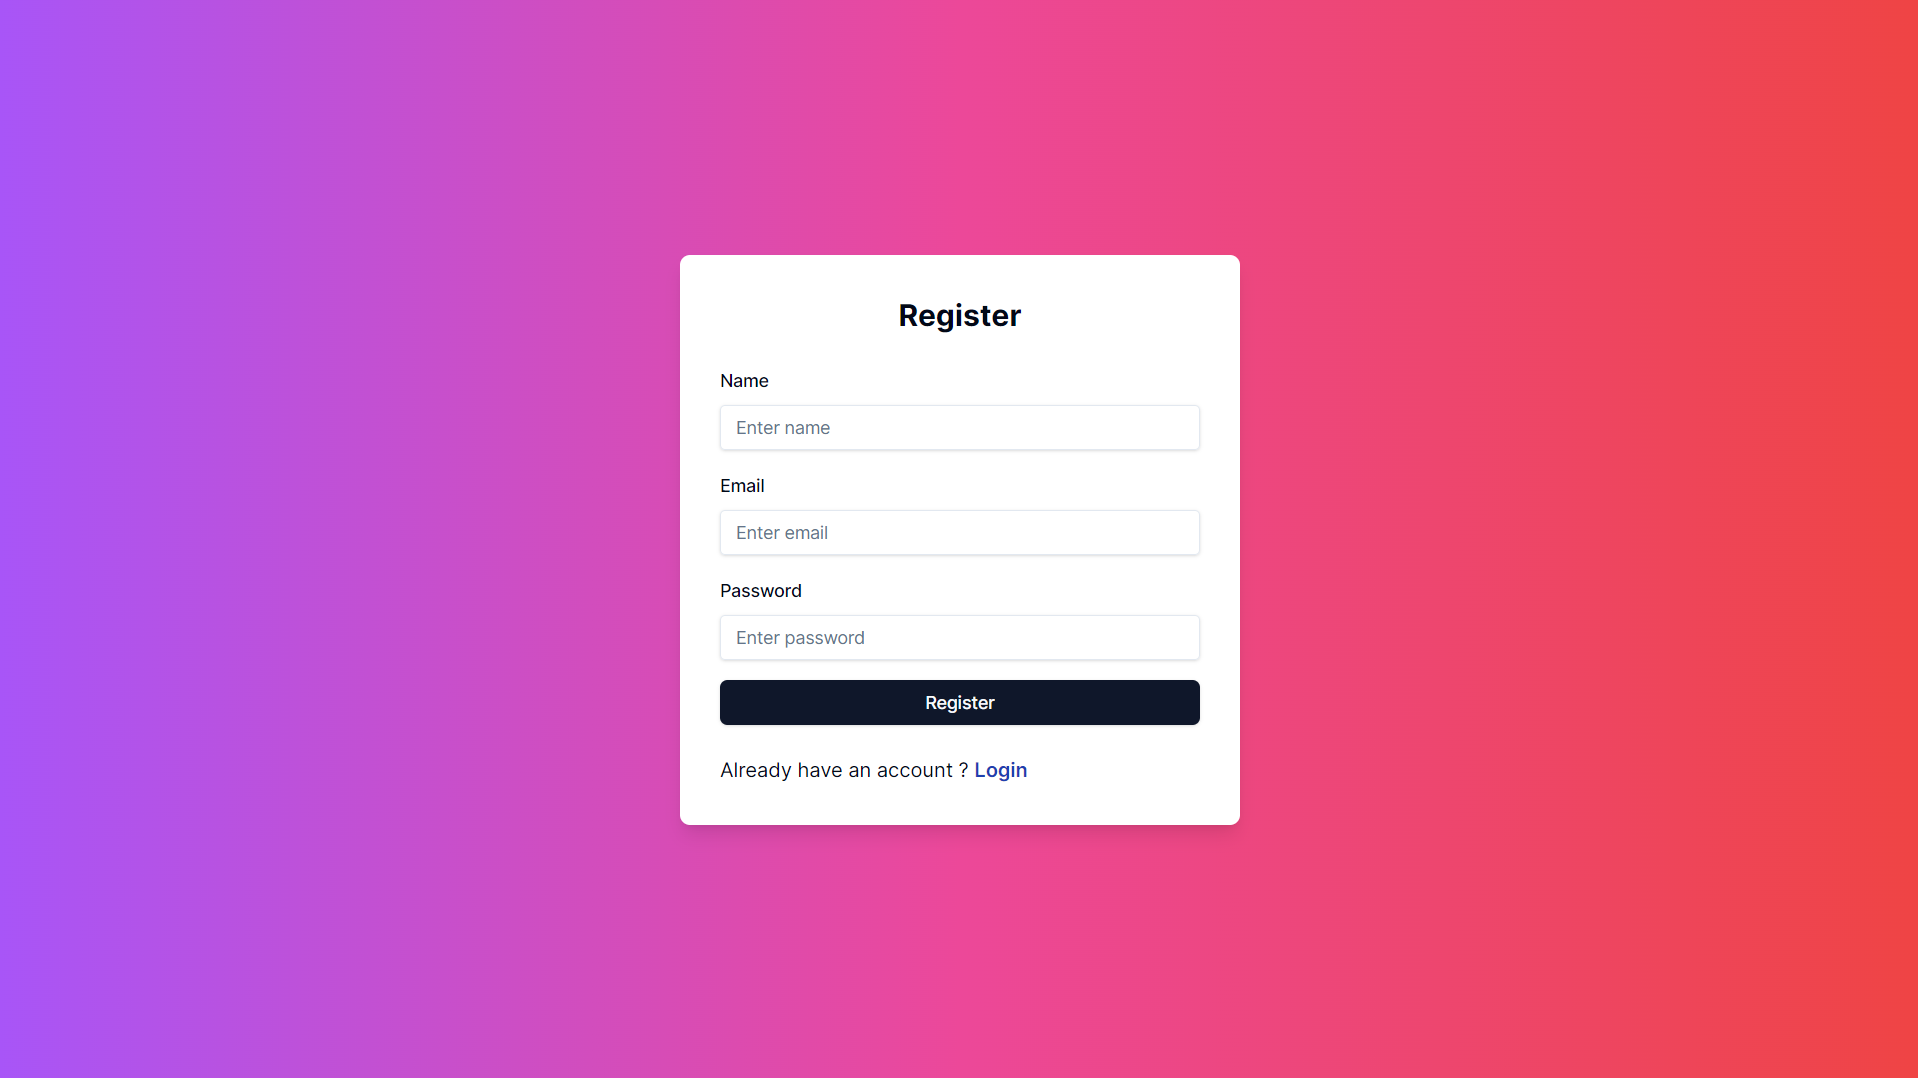 Register
Name
Enter name
Email
Enter email
Password
Enter password
Register
Already have an account ? Login